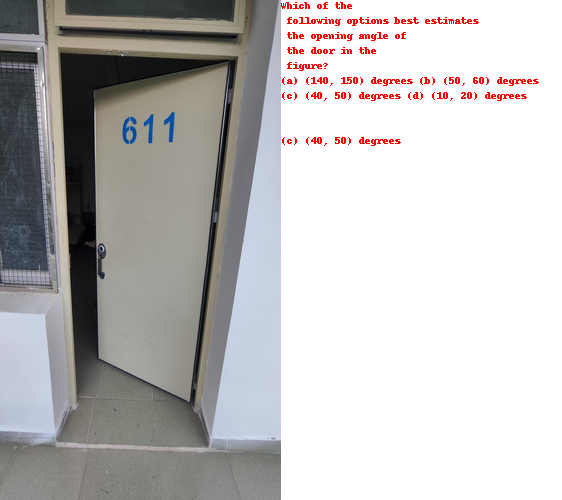 Which of the
following options best estimates
the opening angle of
the door in the
figure?
(a) (140, 150) degrees (b) (50, 60) degrees
(c) (40, 50) degrees (d) (10, 20) degrees
(c) (40, 50) degrees
611